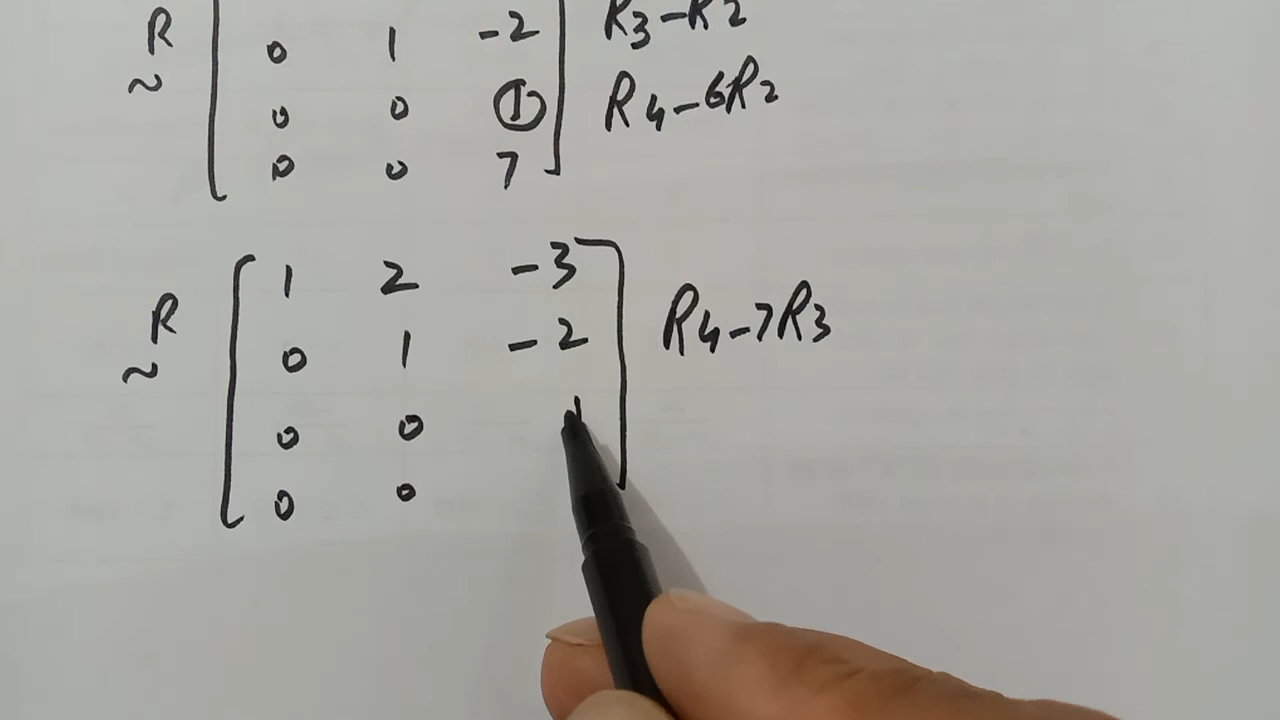 R 0 1 -2 R3-R2
~ 0 0 1 R4-6R2
0 0 7
1 2 -3
R 0 1 -2 R4-7R3
~ 0 0 1
0 0